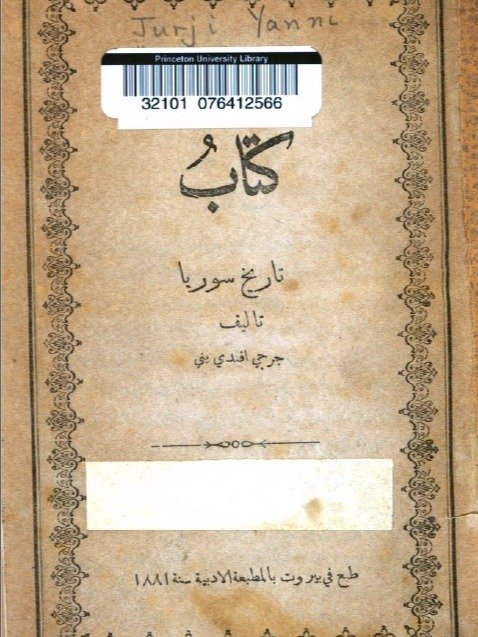 Jurji Yanni
Princeton University Library
32101 076412566
كتابُ
تاريخ سوريا
تاليف
جرجي افندي يني
طبع في بيروت بالمطبعة الادبية سنة ١٨٨١